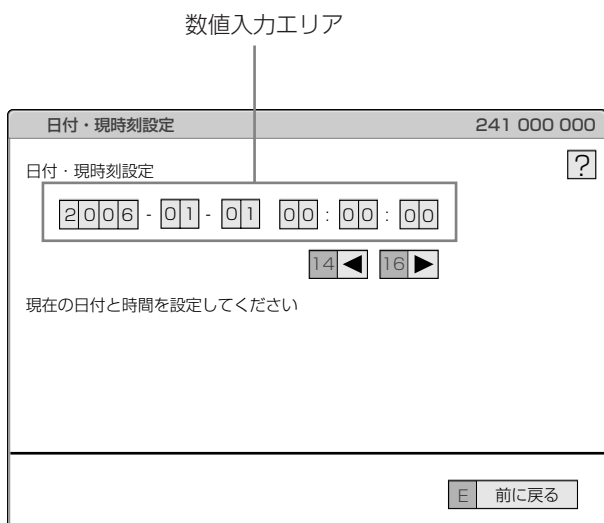 数値入力エリア
日付・現時刻設定 241 000 000
日付・現時刻設定 ?
2006-01-01 00:00:00
14◀ 16▶
現在の日付と時間を設定してください
E 前に戻る